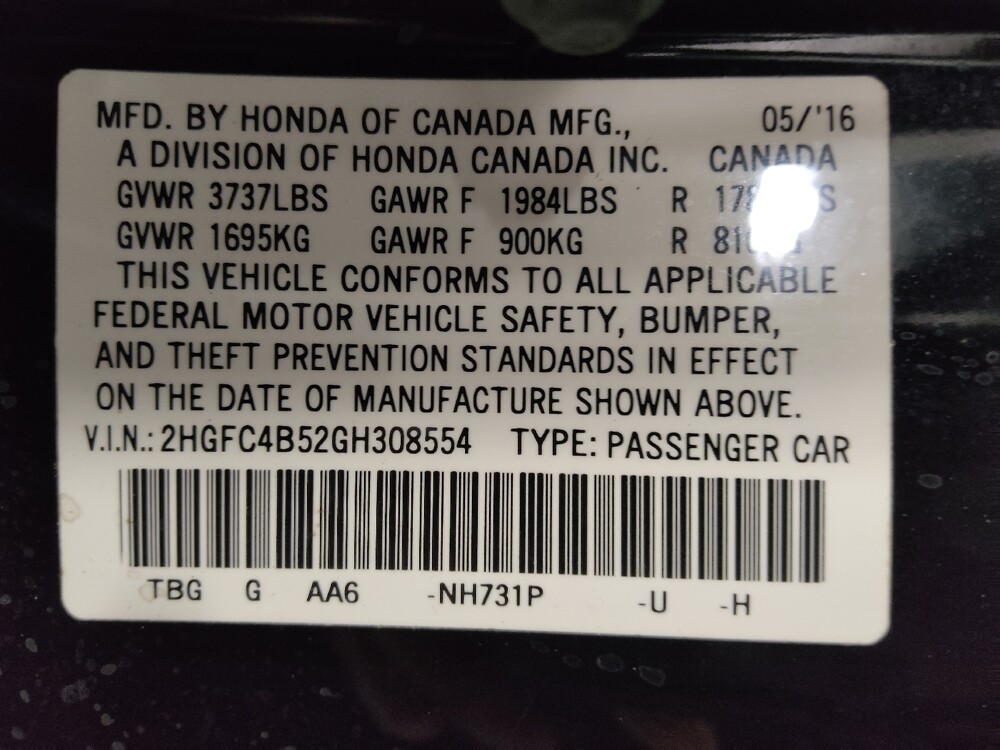 MFD. BY HONDA OF CANADA MFG., 05/'16
A DIVISION OF HONDA CANADA INC. CANADA
GVWR 3737LBS GAWR F 1984LBS R
GVWR 1695KG GAWR F 900KG R
THIS VEHICLE CONFORMS TO ALL APPLICABLE
FEDERAL MOTOR VEHICLE SAFETY, BUMPER,
AND THEFT PREVENTION STANDARDS IN EFFECT
ON THE DATE OF MANUFACTURE SHOWN ABOVE.
V.I.N.: 2HGFC4B52GH308554 TYPE: PASSENGER CAR
TBG G AA6 -NH731P -U -H